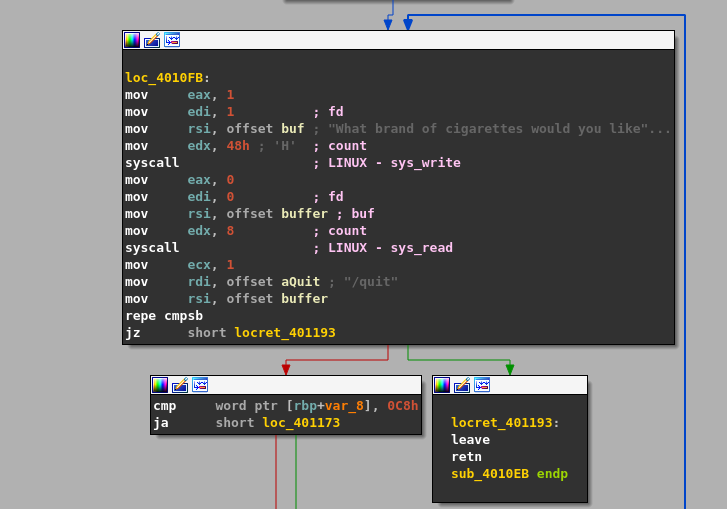 loc_4010FB:
mov eax, 1
mov edi, 1 ; fd
mov rsi, offset buf ; "What brand of cigarettes would you like"...
mov edx, 48h ; 'H' ; count
syscall ; LINUX - sys_write
mov eax, 0
mov edi, 0 ; fd
mov rsi, offset buffer ; buf
mov edx, 8 ; count
syscall ; LINUX - sys_read
mov ecx, 1
mov rdi, offset aQuit ; "/quit"
mov rsi, offset buffer
repe cmpsb
jz short locret_401193
cmp word ptr [rbp+var_8], 0C8h
ja short loc_401173
locret_401193:
leave
retn
sub_4010EB endp